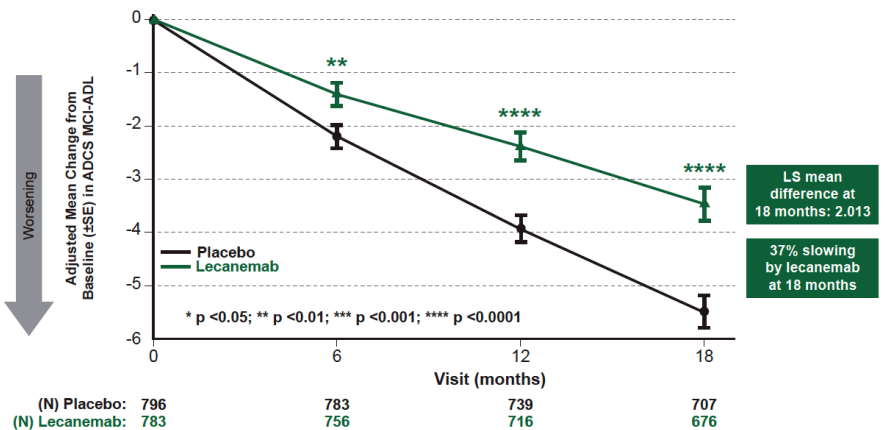 0
-1
-2
-3
-4
-5
-6
Worsening
Adjusted Mean Change from
Baseline (±SE) in ADCS MCI-ADL
**
****
****
Placebo
Lecanemab
* p <0.05; ** p <0.01; *** p <0.001; **** p <0.0001
LS mean
difference at
18 months: 2.013
37% slowing
by lecanemab
at 18 months
0 6 12 18
Visit (months)
(N) Placebo: 796 783 739 707
(N) Lecanemab: 783 756 716 676